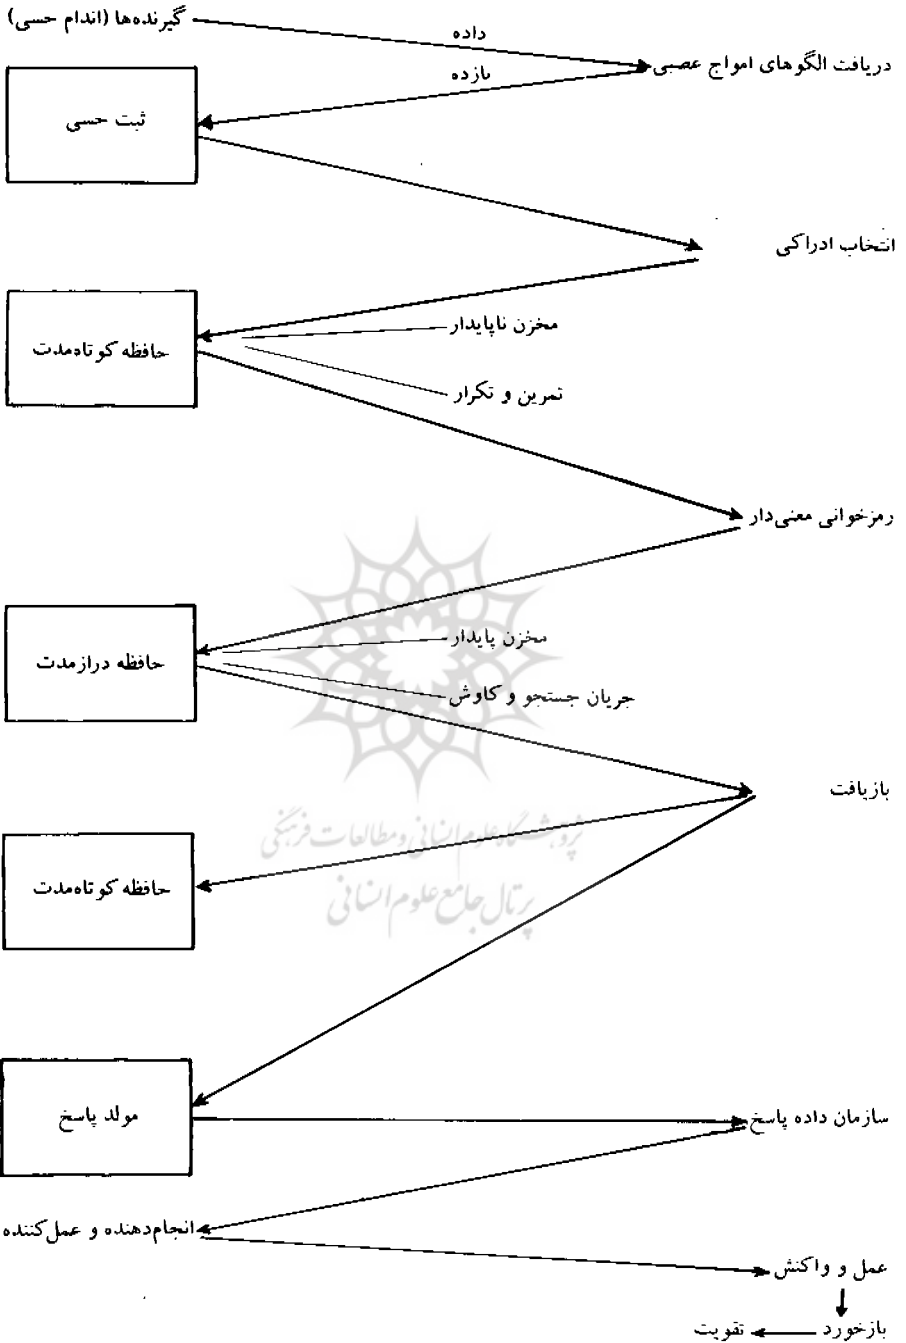 گیرنده‌ها (اندام حسی)
داده
دریافت الگوهای امواج عصبی
بازده
ثبت حسی
انتخاب ادراکی
مخزن ناپایدار
حافظه کوتاه‌مدت
تمرین و تکرار
رمزخوانی معنی‌دار
مخزن پایدار
حافظه درازمدت
جریان جستجو و کاوش
بازیافت
پژوهشگاه علوم انسانی و مطالعات فرهنگی
حافظه کوتاه‌مدت
پرتال جامع علوم انسانی
مولد پاسخ
سازمان داده پاسخ
انجام‌دهنده و عمل‌کننده
عمل و واکنش
بازخورد تقویت